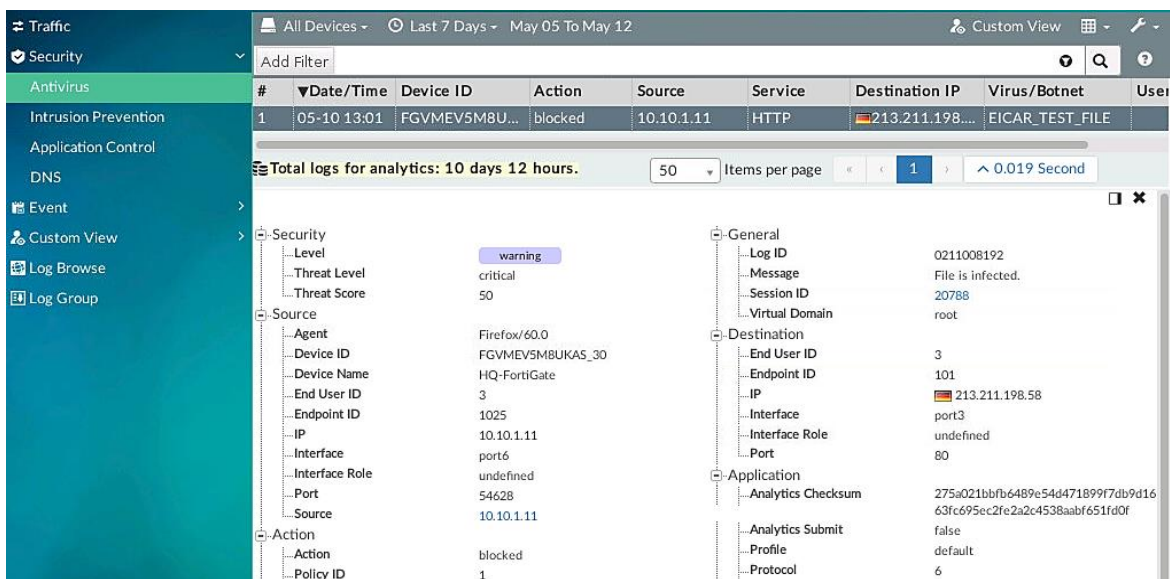 Traffic
Security
Antivirus
Intrusion Prevention
Application Control
DNS
Event
Custom View
Log Browse
Log Group
All Devices Last 7 Days May 05 To May 12 Custom View
Add Filter
# ▼Date/Time Device ID Action Source Service Destination IP Virus/Botnet User
1 05-10 13:01 FGVMEV5M8U... blocked 10.10.1.11 HTTP 213.211.198.... EICAR_TEST_FILE
Total logs for analytics: 10 days 12 hours. 50 Items per page « ‹ 1 › 0.019 Second
Security
Level warning
Threat Level critical
Threat Score 50
Source
Agent Firefox/60.0
Device ID FGVMEV5M8UKAS_30
Device Name HQ-FortiGate
End User ID 3
Endpoint ID 1025
IP 10.10.1.11
Interface port6
Interface Role undefined
Port 54628
Source 10.10.1.11
Action
Action blocked
Policy ID 1
General
Log ID 0211008192
Message File is infected.
Session ID 20788
Virtual Domain root
Destination
End User ID 3
Endpoint ID 101
IP 213.211.198.58
Interface port3
Interface Role undefined
Port 80
Application
Analytics Checksum 275a021bbfb6489e54d471899f7db9d16
63fc695ec2fe2a2c4538aabf651fd0f
Analytics Submit false
Profile default
Protocol 6